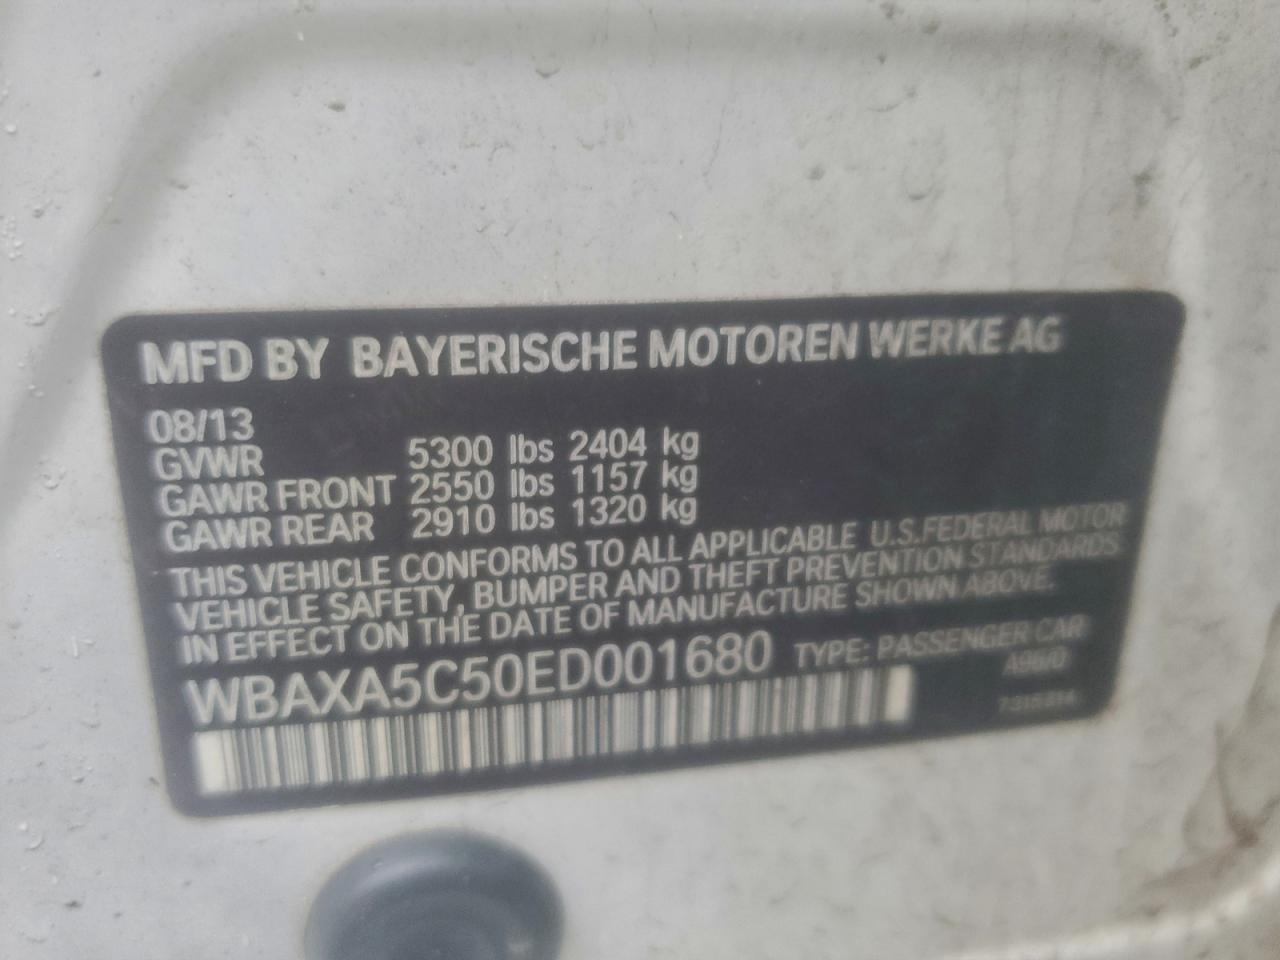 MFD BY BAYERISCHE MOTOREN WERKE AG
08/13
GVWR 5300 lbs 2404 kg
GAWR FRONT 2550 lbs 1157 kg
GAWR REAR 2910 lbs 1320 kg
THIS VEHICLE CONFORMS TO ALL APPLICABLE U.S.FEDERAL MOTOR
VEHICLE SAFETY, BUMPER AND THEFT PREVENTION STANDARDS
IN EFFECT ON THE DATE OF MANUFACTURE SHOWN ABOVE.
WBAXA5C50ED001680 TYPE: PASSENGER CAR